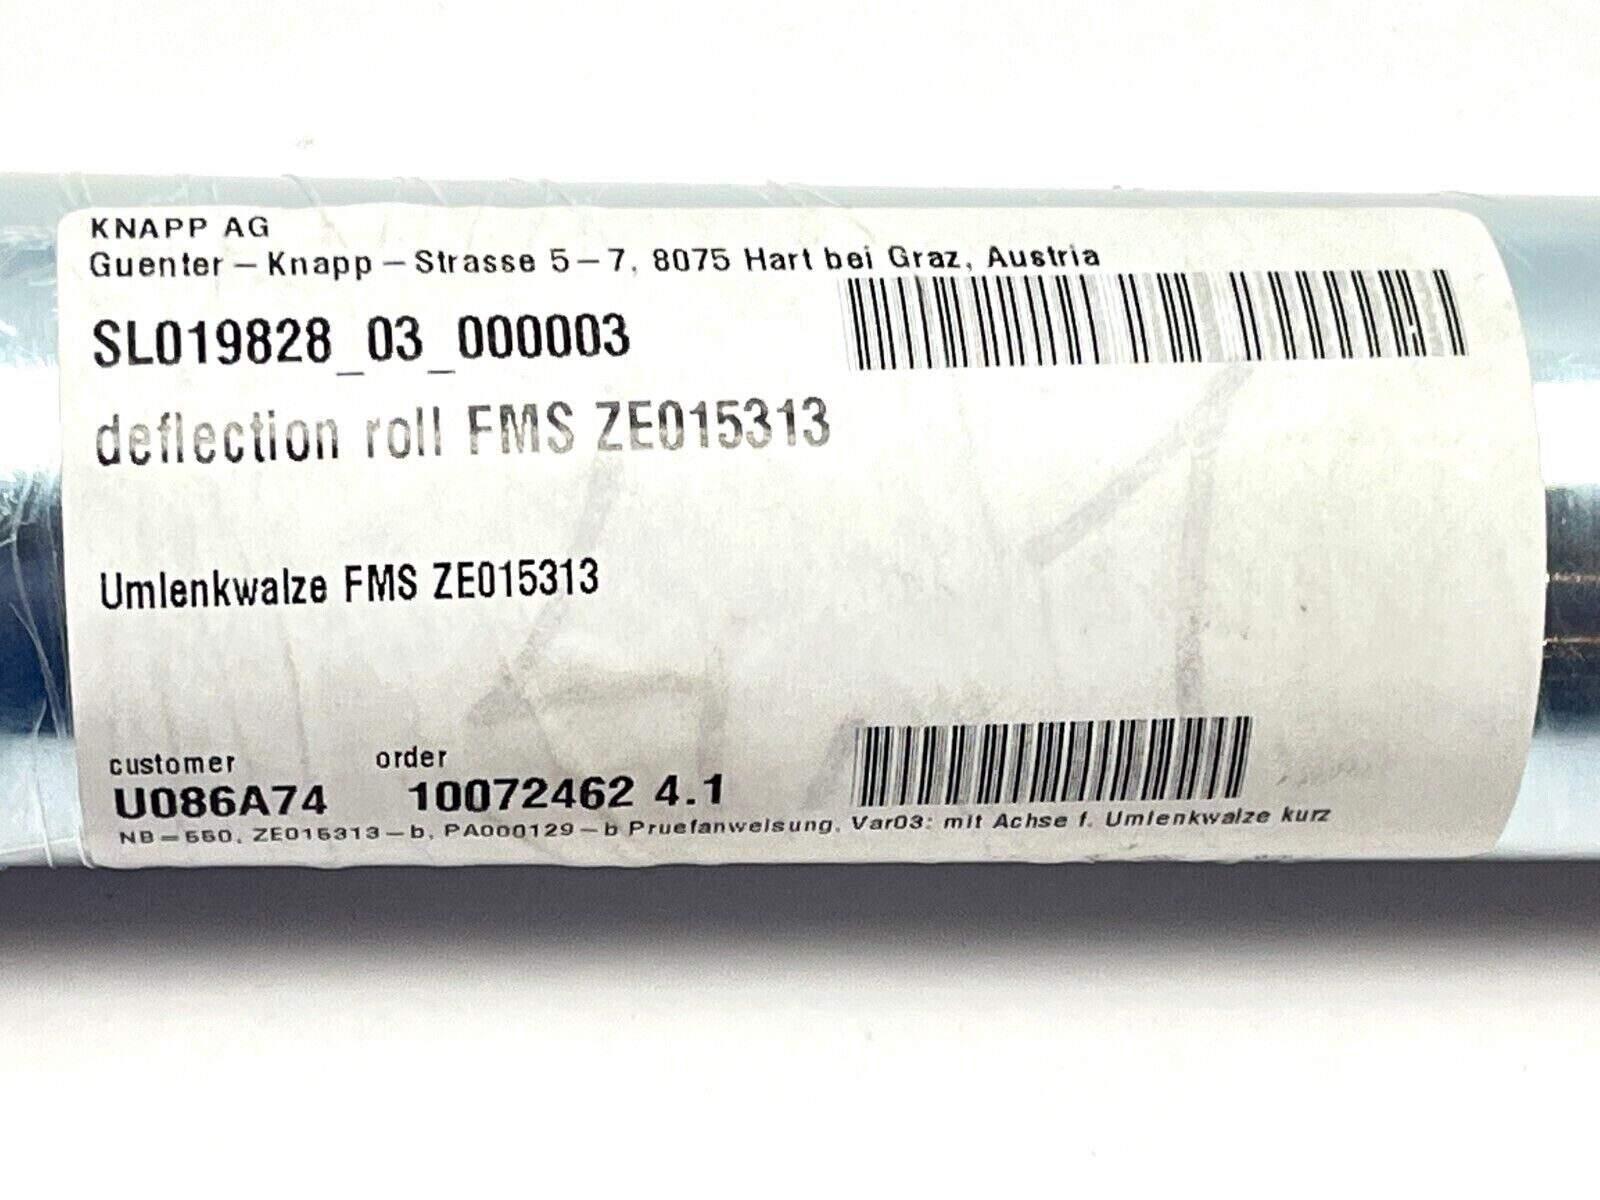 KNAPP AG
Guenter-Knapp-Strasse 5-7, 8075 Hart bei Graz, Austria
SL019828_03_000003
deflection roll FMS ZE015313
Umlenkwalze FMS ZE015313
customer order
U086A74 10072462 4.1
NB-550, ZE015313-b, PA000129-b Pruefanweisung, Var03: mit Achse f. Umlenkwalze kurz